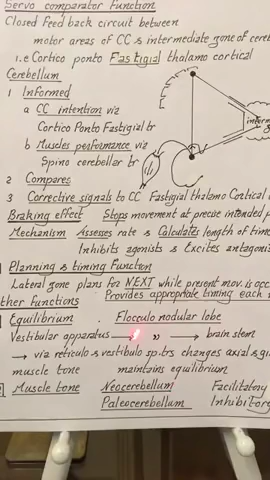 Servo comparator Function
Closed Feed back circuit between
motor areas of CC & intermediate zone of cereb
i.e Cortico ponto Fastigial thalamo cortical
Cerebellum
1 Informed
a CC intention via
Cortico Ponto Fastigial tr
b Muscles performance via
Spino cerebellar tr
2 Compares
3 Corrective signals to CC Fastigial thalamo Cortical
Braking effect Stops movement at precise intended
Mechanism Assesses rate & Calculates length of time
Inhibits agonists & Excites antagonis
Planning & timing Function
Lateral zone plans for NEXT while present mov. is occ
Provides appropriate timing each
ther Functions
Equilibrium Flocculo nodular lobe
Vestibular apparatus → " → brain stem
→ via reticulo & vestibulo sp. trs changes axial & gi
muscle tone maintains equilibrium
Muscle tone Neocerebellum Facilitatory
Paleocerebellum Inhibitory